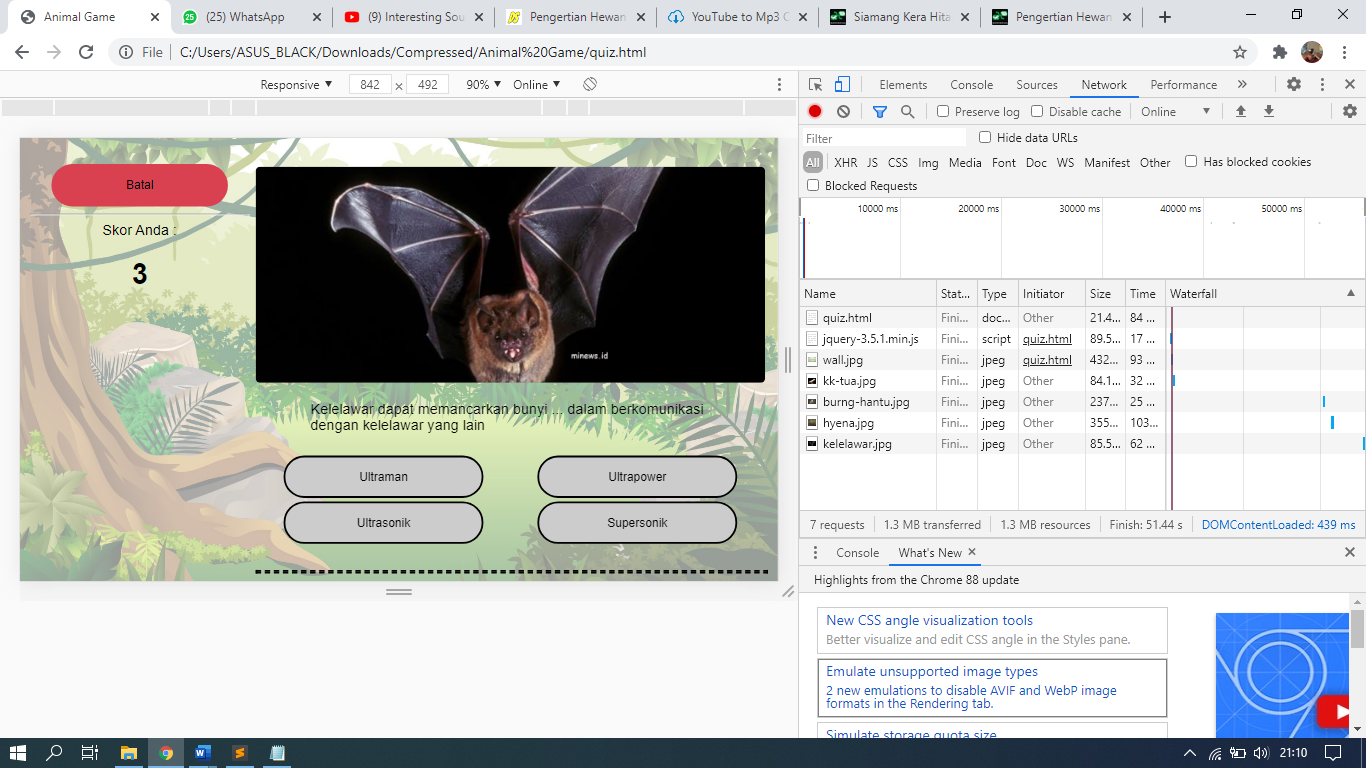 Animal Game
(25) WhatsApp
(9) Interesting Sou
Pengertian Hewan
YouTube to Mp3 C
Siamang Kera Hita
Pengertian Hewan
File
C:/Users/ASUS_BLACK/Downloads/Compressed/Animal%20Game/quiz.html
Responsive 842 x 492 90% Online
Batal
Skor Anda :
3
minews.id
Kelelawar dapat memancarkan bunyi ... dalam berkomunikasi
dengan kelelawar yang lain
Ultraman Ultrapower
Ultrasonik Supersonik
Elements Console Sources Network Performance
Preserve log Disable cache Online
Filter Hide data URLs
All XHR JS CSS Img Media Font Doc WS Manifest Other Has blocked cookies
Blocked Requests
10000 ms 20000 ms 30000 ms 40000 ms 50000 ms
Name Stat... Type Initiator Size Time Waterfall
quiz.html Fini... doc... Other 21.4... 84 ...
jquery-3.5.1.min.js Fini... script quiz.html 89.5... 17 ...
wall.jpg Fini... jpeg quiz.html 432... 93 ...
kk-tua.jpg Fini... jpeg Other 84.1... 32 ...
burng-hantu.jpg Fini... jpeg Other 237... 25 ...
hyena.jpg Fini... jpeg Other 355... 103...
kelelawar.jpg Fini... jpeg Other 85.5... 62 ...
7 requests 1.3 MB transferred 1.3 MB resources Finish: 51.44 s DOMContentLoaded: 439 ms
Console What's New
Highlights from the Chrome 88 update
New CSS angle visualization tools
Better visualize and edit CSS angle in the Styles pane.
Emulate unsupported image types
2 new emulations to disable AVIF and WebP image
formats in the Rendering tab.
Simulate storage quota size
21:10